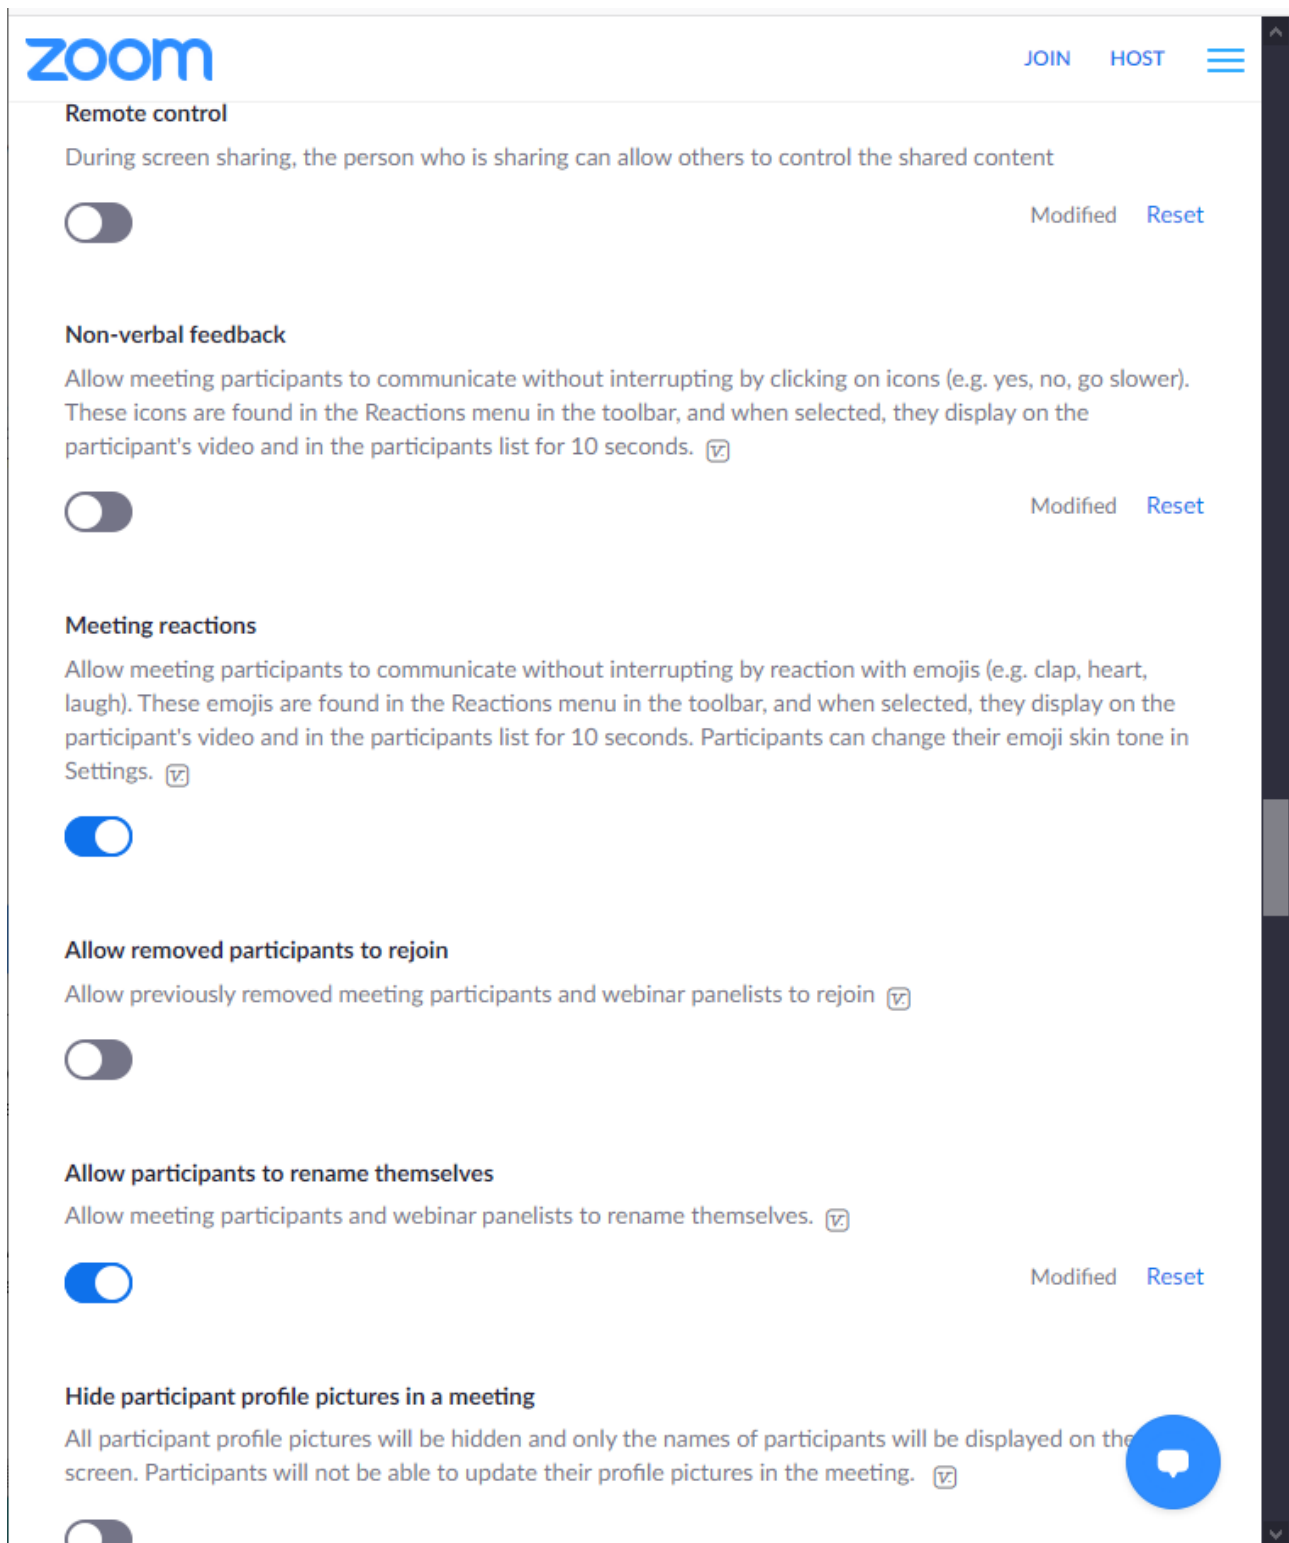 zoom
JOIN HOST
Remote control
During screen sharing, the person who is sharing can allow others to control the shared content
Modified Reset
Non-verbal feedback
Allow meeting participants to communicate without interrupting by clicking on icons (e.g. yes, no, go slower).
These icons are found in the Reactions menu in the toolbar, and when selected, they display on the
participant's video and in the participants list for 10 seconds.
Modified Reset
Meeting reactions
Allow meeting participants to communicate without interrupting by reaction with emojis (e.g. clap, heart,
laugh). These emojis are found in the Reactions menu in the toolbar, and when selected, they display on the
participant's video and in the participants list for 10 seconds. Participants can change their emoji skin tone in
Settings.
Allow removed participants to rejoin
Allow previously removed meeting participants and webinar panelists to rejoin
Allow participants to rename themselves
Allow meeting participants and webinar panelists to rename themselves.
Modified Reset
Hide participant profile pictures in a meeting
All participant profile pictures will be hidden and only the names of participants will be displayed on the
screen. Participants will not be able to update their profile pictures in the meeting.